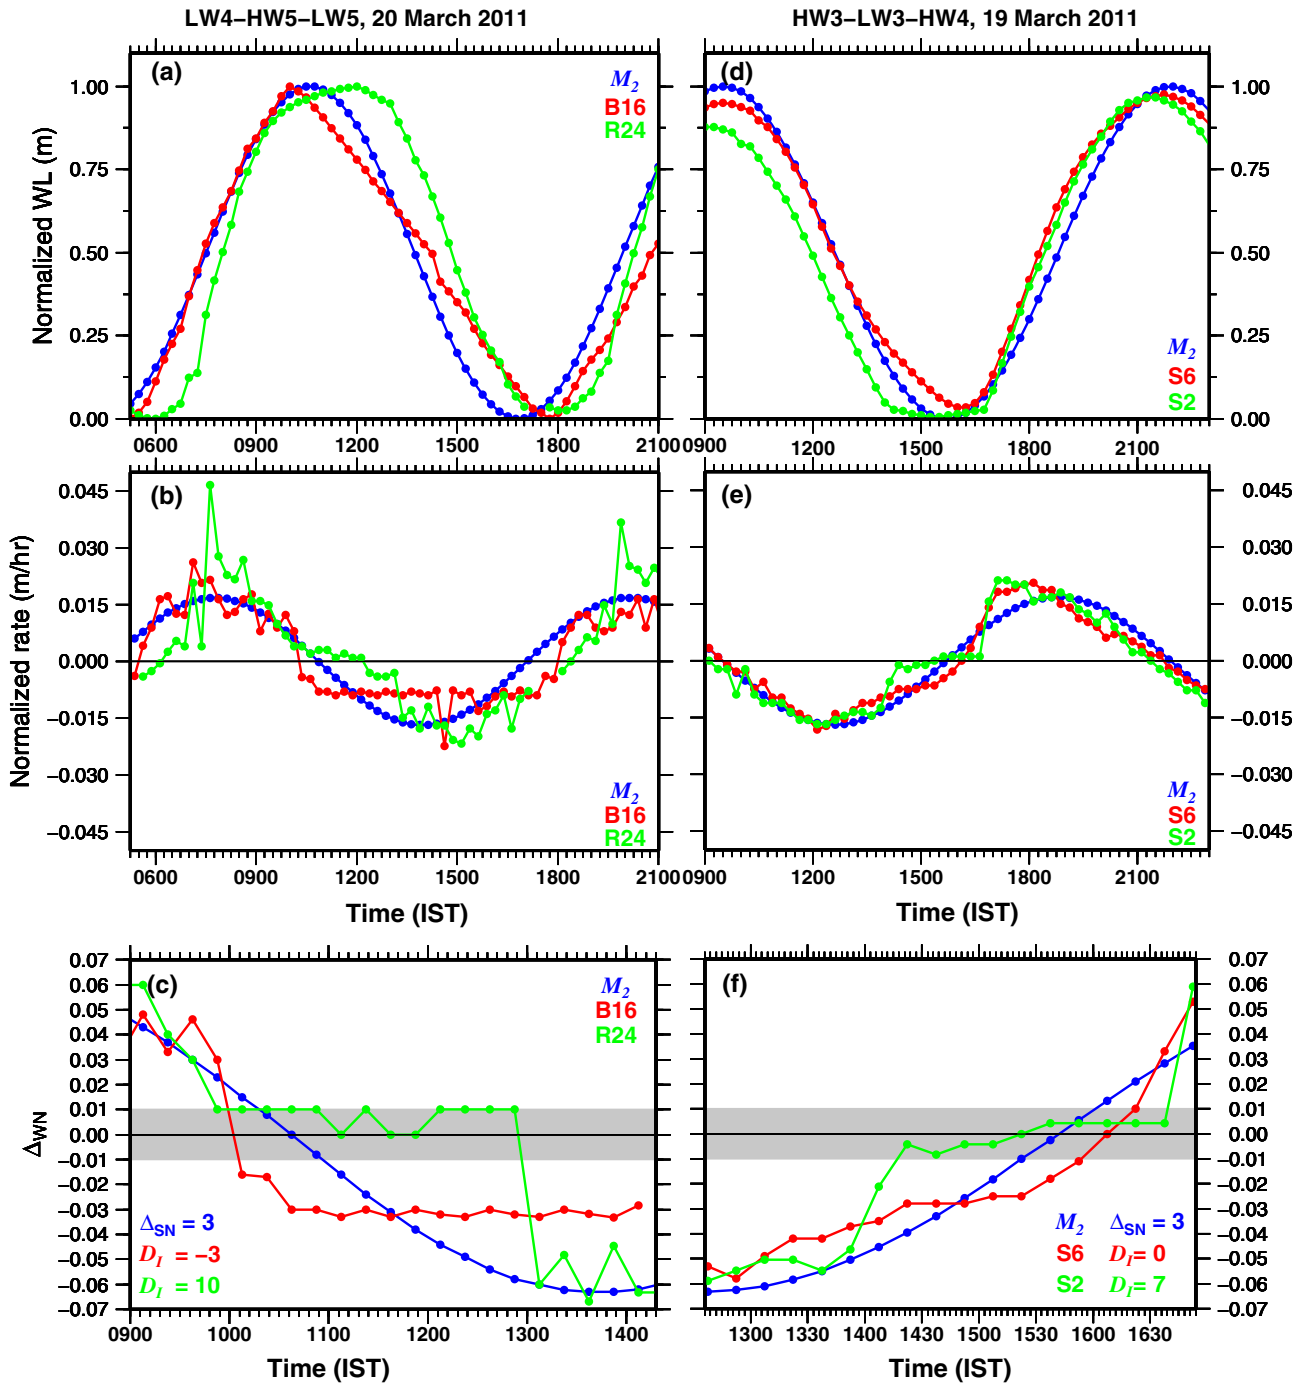 LW4−HW5−LW5, 20 March 2011
HW3−LW3−HW4, 19 March 2011
(a)
M2
B16
R24
Normalized WL (m)
1.00
0.75
0.50
0.25
0.00
0600 0900 1200 1500 1800 2100
(d)
M2
S6
S2
1.00
0.75
0.50
0.25
0.00
0900 1200 1500 1800 2100
(b)
M2
B16
R24
Normalized rate (m/hr)
0.045
0.030
0.015
0.000
−0.015
−0.030
−0.045
0600 0900 1200 1500 1800 2100
Time (IST)
(e)
M2
S6
S2
0.045
0.030
0.015
0.000
−0.015
−0.030
−0.045
0900 1200 1500 1800 2100
Time (IST)
(c)
M2
B16
R24
ΔWN
0.07
0.06
0.05
0.04
0.03
0.02
0.01
0.00
−0.01
−0.02
−0.03
−0.04
−0.05
−0.06
−0.07
ΔSN = 3
DI = −3
DI = 10
0900 1000 1100 1200 1300 1400
Time (IST)
(f)
0.07
0.06
0.05
0.04
0.03
0.02
0.01
0.00
−0.01
−0.02
−0.03
−0.04
−0.05
−0.06
−0.07
M2 ΔSN = 3
S6 DI= 0
S2 DI= 7
1300 1330 1400 1430 1500 1530 1600 1630
Time (IST)